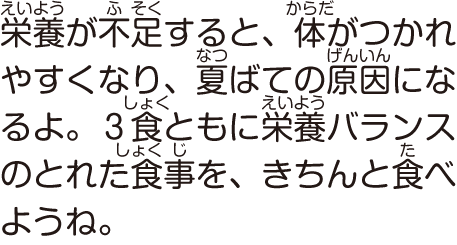 栄養が不足すると、体がつかれ
やすくなり、夏ばての原因にな
るよ。3食ともに栄養バランス
のとれた食事を、きちんと食べ
ようね。